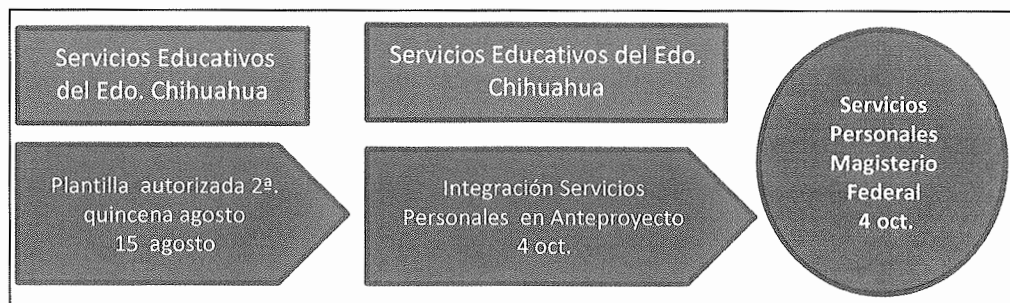 Servicios Educativos
del Edo. Chihuahua
Plantilla autorizada 2ª.
quincena agosto
15 agosto
Servicios Educativos del Edo.
Chihuahua
Integración Servicios
Personales en Anteproyecto
4 oct.
Servicios
Personales
Magisterio
Federal
4 oct.